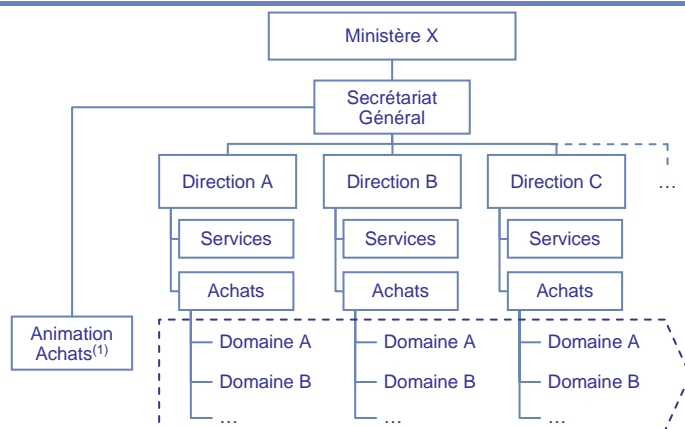 Ministère X
Secrétariat
Général
Direction A
Direction B
Direction C
…
Services
Services
Services
Achats
Achats
Achats
Animation
Achats(1)
Domaine A
Domaine A
Domaine A
Domaine B
Domaine B
Domaine B
…
…
…